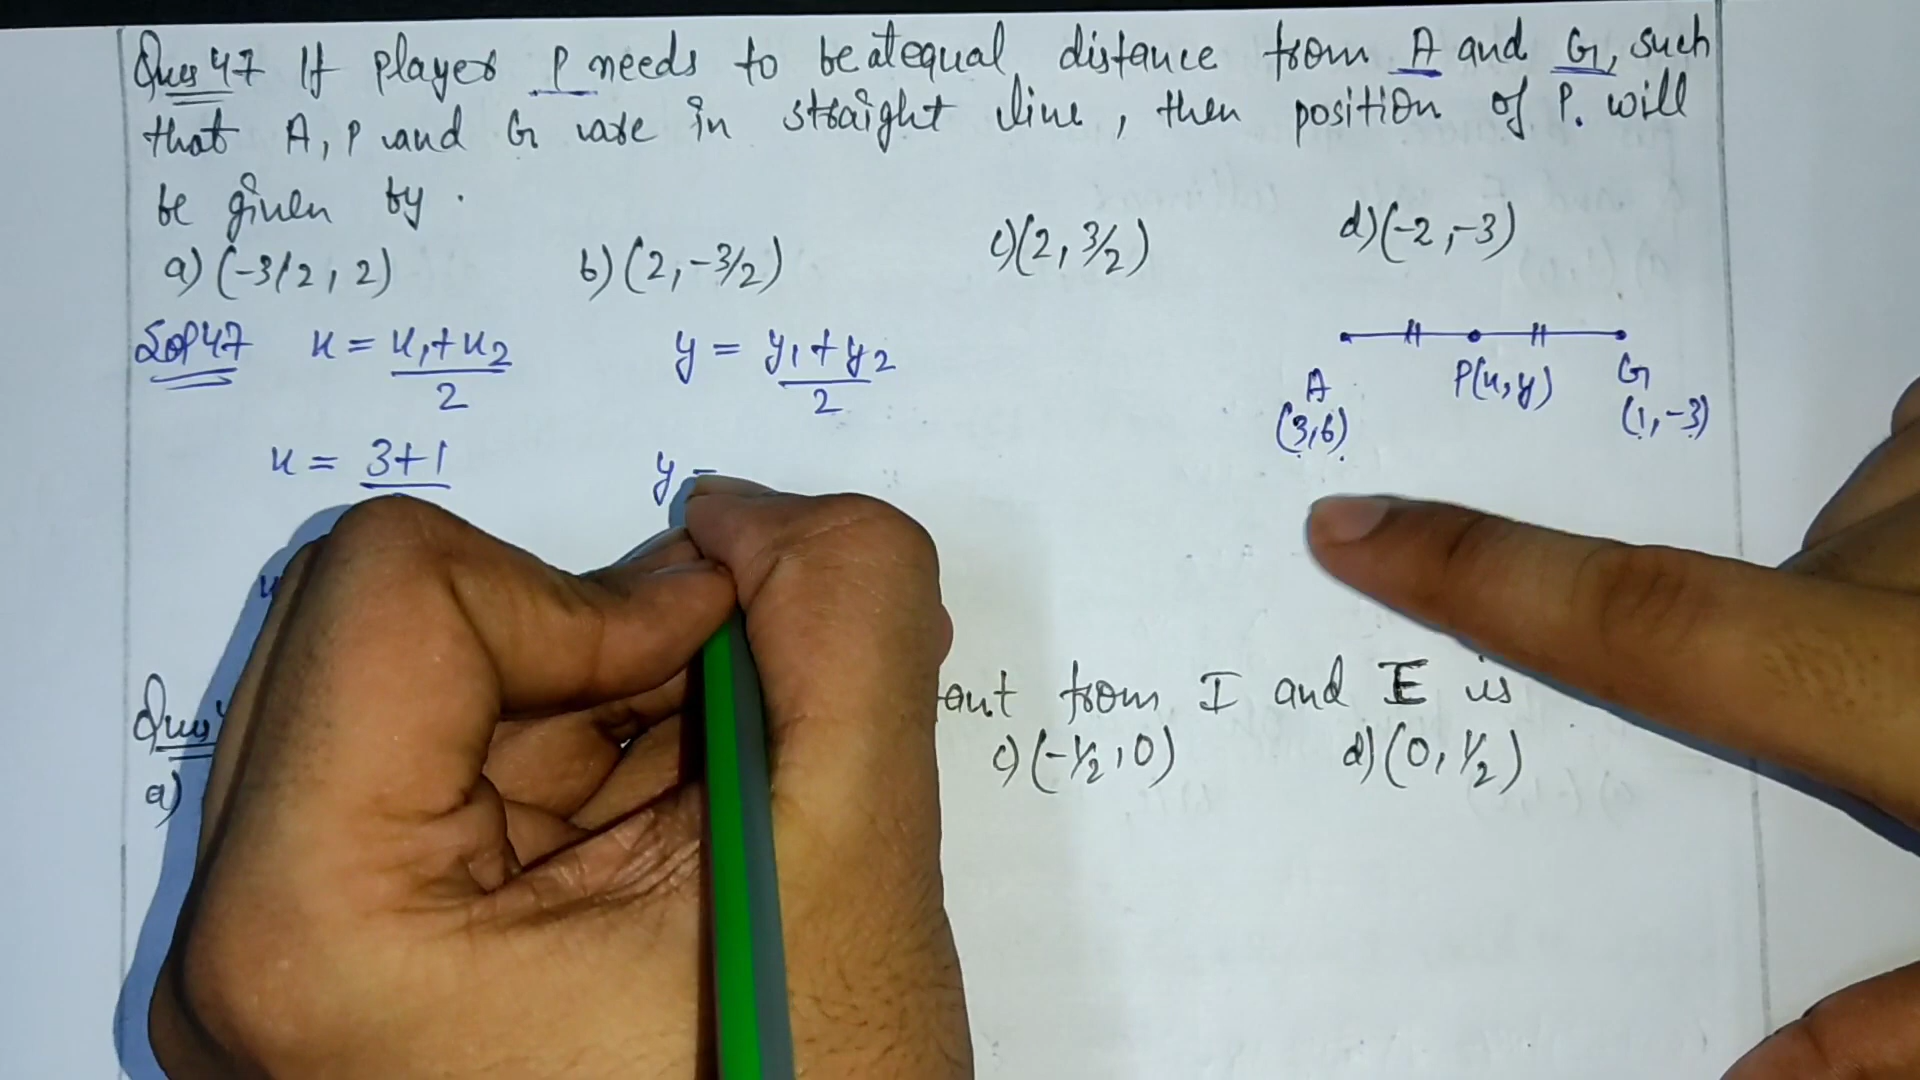 Ques 47 If player P needs to be at equal distance from A and G, such
that A, P and G are in straight line, then position of P. will
be given by.
a) (-3/2, 2) b) (2, -3/2) c) (2, 3/2) d) (-2, -3)
Sol 47 x = x₁+x₂/2 y = y₁+y₂/2
A (3,6) P(x,y) G (1,-3)
x = 3+1 y =
Ques from I and E is
a) c) (-1/2, 0) d) (0, 1/2)